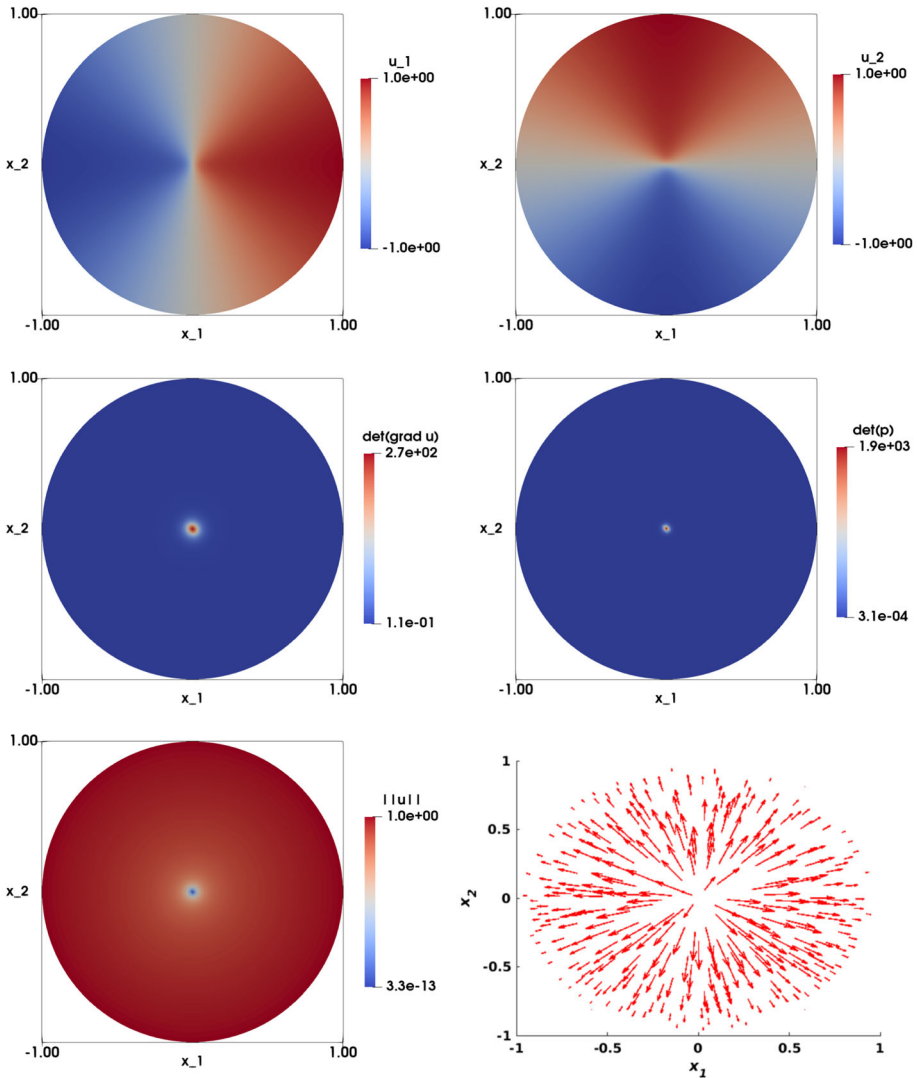 1.00
u_1
1.0e+00
x_2
-1.0e+00
-1.00
1.00
x_1
1.00
u_2
1.0e+00
x_2
-1.0e+00
-1.00
1.00
x_1
1.00
det(grad u)
2.7e+02
x_2
1.1e-01
-1.00
1.00
x_1
1.00
det(p)
1.9e+03
x_2
3.1e-04
-1.00
1.00
x_1
1.00
||u||
1.0e+00
x_2
3.3e-13
-1.00
1.00
x_1
1
0.5
x2
0
-0.5
-1
-1 -0.5 0 0.5 1
x1